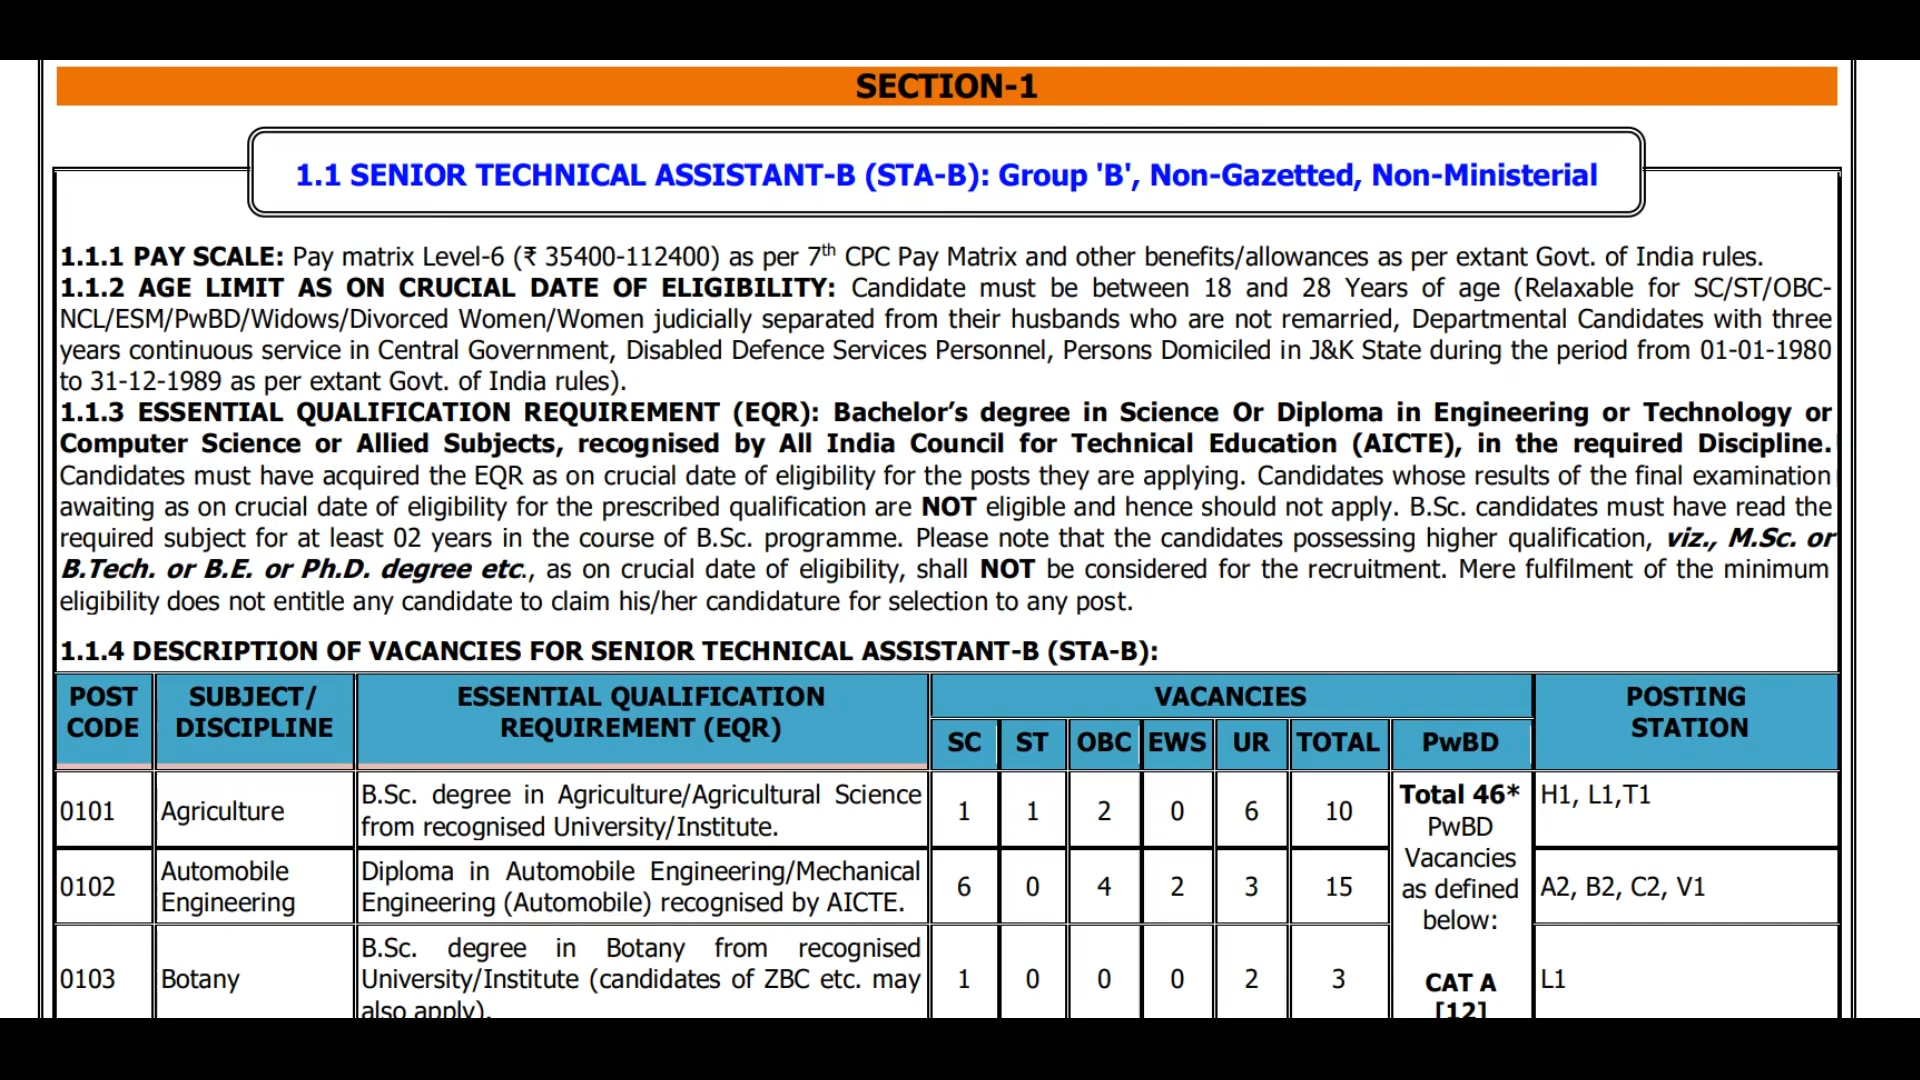 SECTION-1
1.1 SENIOR TECHNICAL ASSISTANT-B (STA-B): Group 'B', Non-Gazetted, Non-Ministerial
1.1.1 PAY SCALE: Pay matrix Level-6 (₹ 35400-112400) as per 7th CPC Pay Matrix and other benefits/allowances as per extant Govt. of India rules.
1.1.2 AGE LIMIT AS ON CRUCIAL DATE OF ELIGIBILITY: Candidate must be between 18 and 28 Years of age (Relaxable for SC/ST/OBC-
NCL/ESM/PwBD/Widows/Divorced Women/Women judicially separated from their husbands who are not remarried, Departmental Candidates with three
years continuous service in Central Government, Disabled Defence Services Personnel, Persons Domiciled in J&K State during the period from 01-01-1980
to 31-12-1989 as per extant Govt. of India rules).
1.1.3 ESSENTIAL QUALIFICATION REQUIREMENT (EQR): Bachelor's degree in Science Or Diploma in Engineering or Technology or
Computer Science or Allied Subjects, recognised by All India Council for Technical Education (AICTE), in the required Discipline.
Candidates must have acquired the EQR as on crucial date of eligibility for the posts they are applying. Candidates whose results of the final examination
awaiting as on crucial date of eligibility for the prescribed qualification are NOT eligible and hence should not apply. B.Sc. candidates must have read the
required subject for at least 02 years in the course of B.Sc. programme. Please note that the candidates possessing higher qualification, viz., M.Sc. or
B.Tech. or B.E. or Ph.D. degree etc., as on crucial date of eligibility, shall NOT be considered for the recruitment. Mere fulfilment of the minimum
eligibility does not entitle any candidate to claim his/her candidature for selection to any post.
1.1.4 DESCRIPTION OF VACANCIES FOR SENIOR TECHNICAL ASSISTANT-B (STA-B):
POST CODE
SUBJECT/ DISCIPLINE
ESSENTIAL QUALIFICATION REQUIREMENT (EQR)
VACANCIES
POSTING STATION
SC ST OBC EWS UR TOTAL PwBD
0101
Agriculture
B.Sc. degree in Agriculture/Agricultural Science
from recognised University/Institute.
1 1 2 0 6 10
H1, L1,T1
0102
Automobile
Engineering
Diploma in Automobile Engineering/Mechanical
Engineering (Automobile) recognised by AICTE.
6 0 4 2 3 15
A2, B2, C2, V1
0103
Botany
B.Sc. degree in Botany from recognised
University/Institute (candidates of ZBC etc. may
also apply).
1 0 0 0 2 3
L1
Total 46*
PwBD
Vacancies
as defined
below:
CAT A
[12]